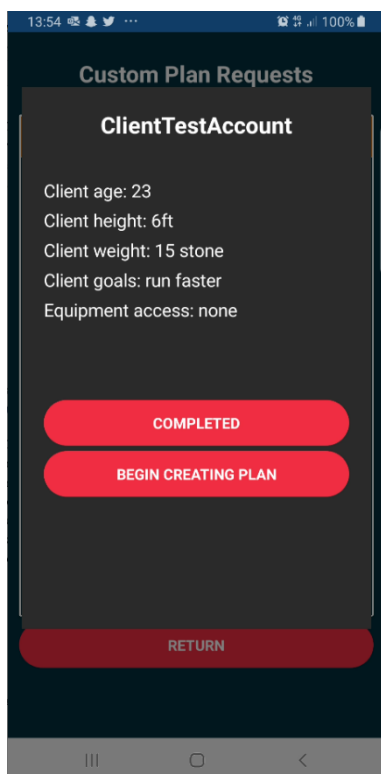 13:54 ... 100%
Custom Plan Requests
ClientTestAccount
Client age: 23
Client height: 6ft
Client weight: 15 stone
Client goals: run faster
Equipment access: none
COMPLETED
BEGIN CREATING PLAN
RETURN